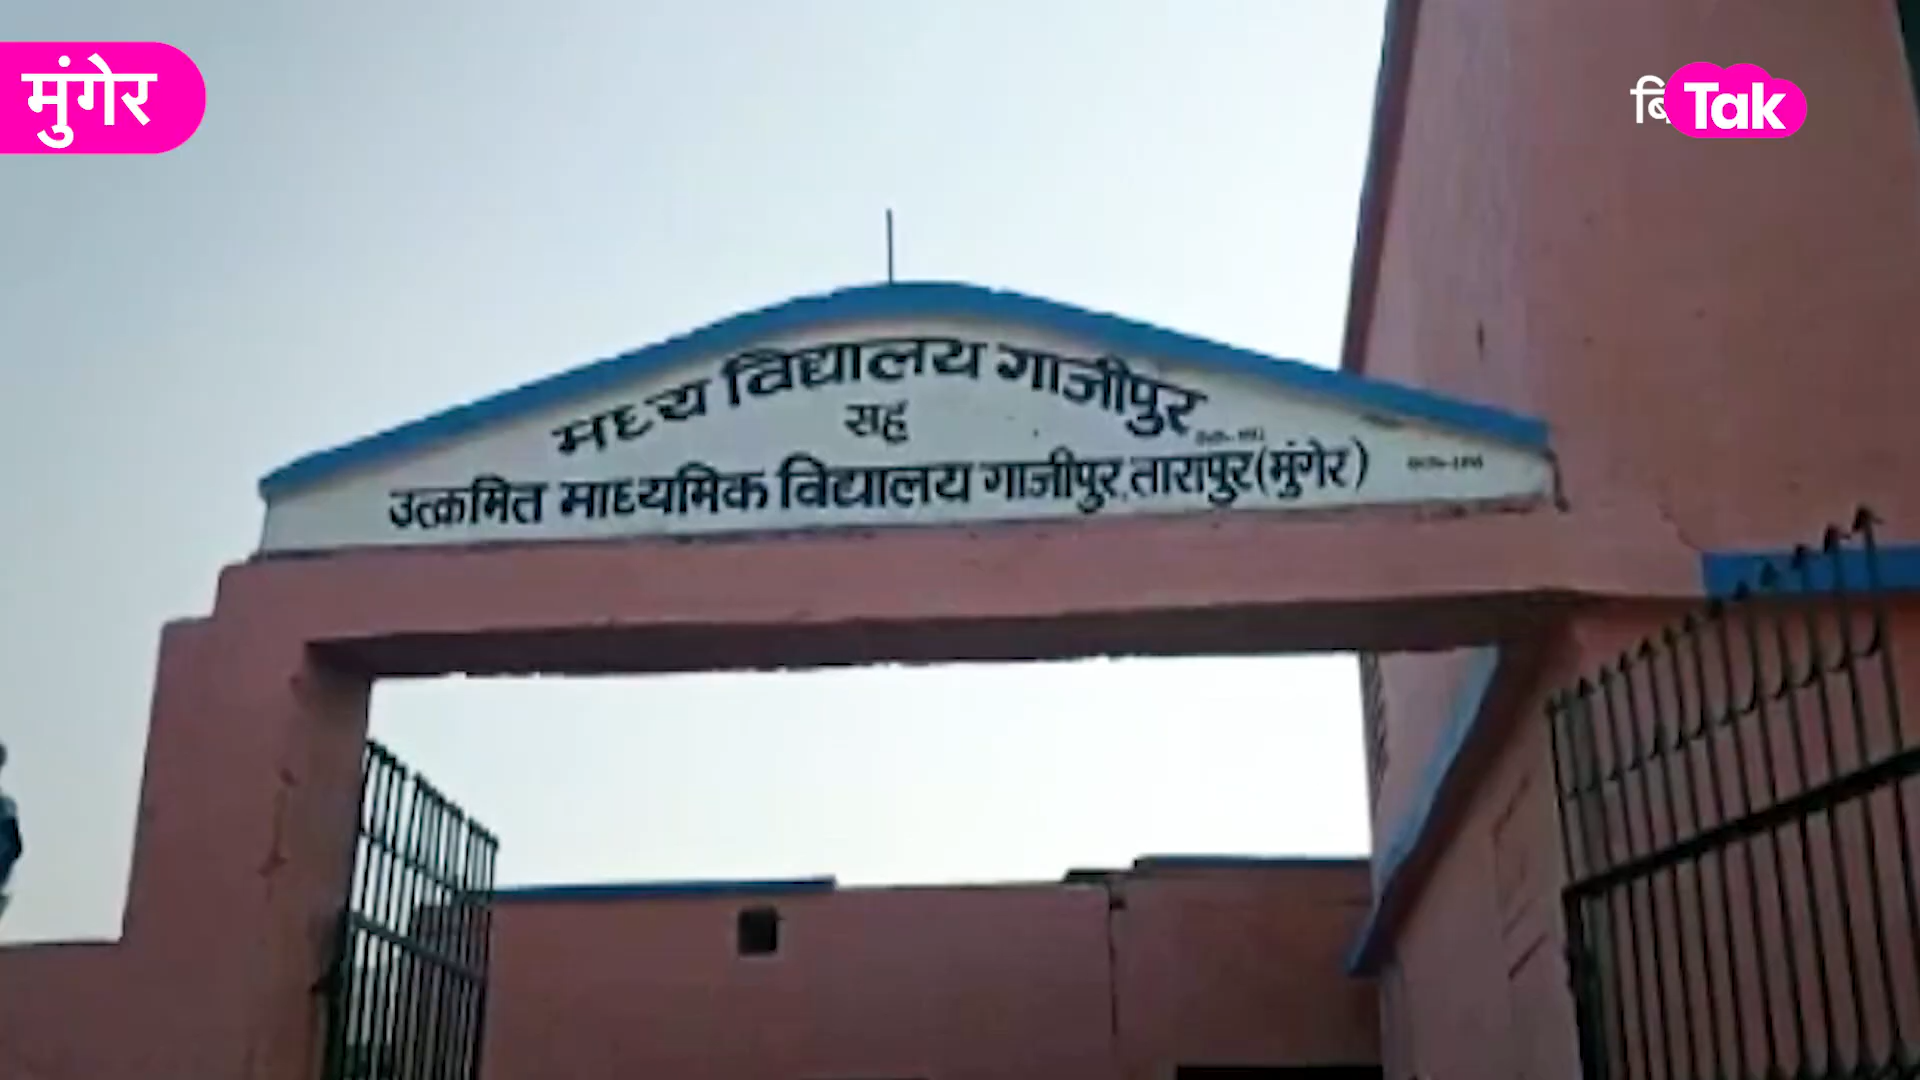 मुंगेर
बि Tak
मध्य विद्यालय गाजीपुर
सह
उत्क्रमित माध्यमिक विद्यालय गाजीपुर, तारापुर (मुंगेर)